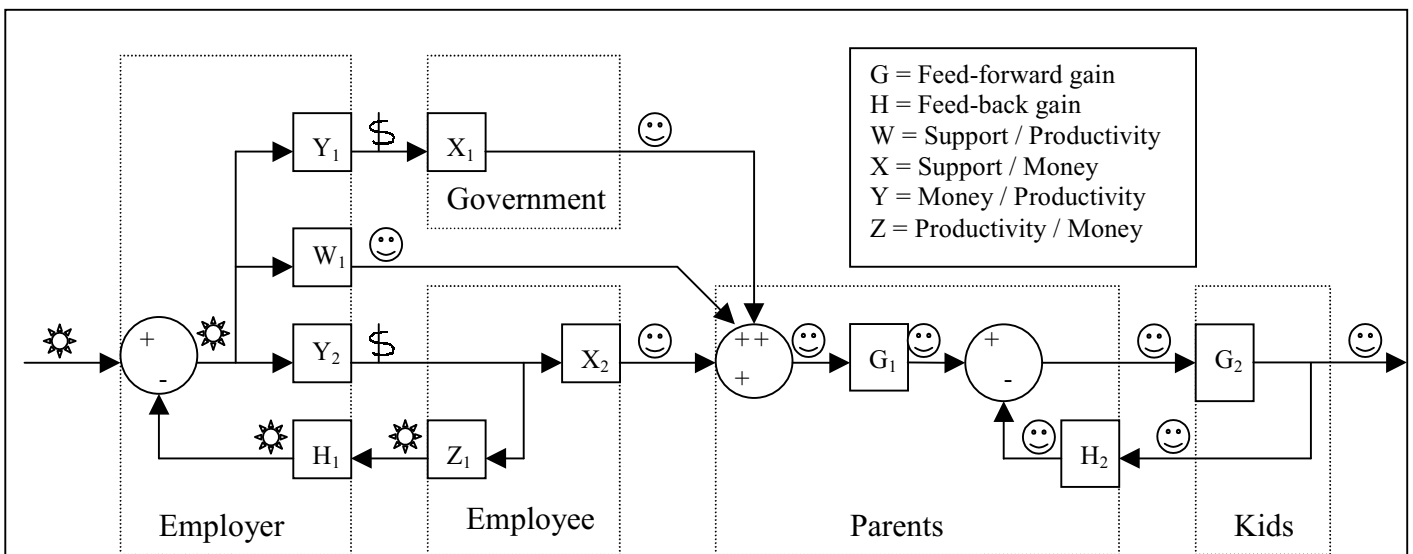 G = Feed-forward gain
H = Feed-back gain
W = Support / Productivity
X = Support / Money
Y = Money / Productivity
Z = Productivity / Money
Y₁ $ X₁
Government
W₁
+ - Y₂ $ X₂ ++ + G₁ + - G₂
H₁ Z₁ H₂
Employer Employee Parents Kids